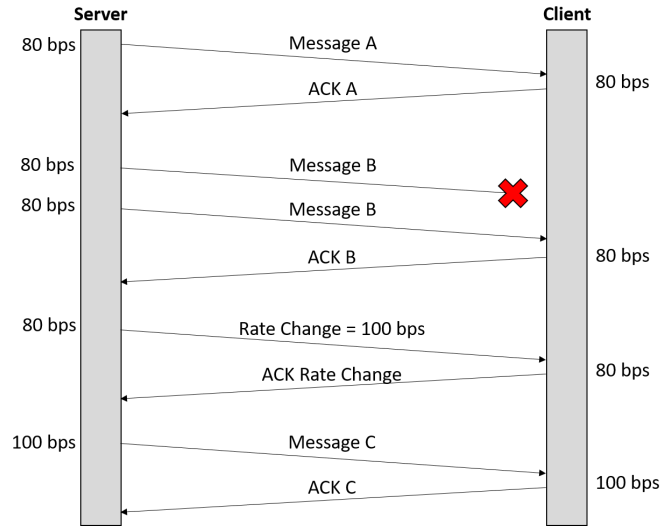 Server
Client
80 bps
Message A
80 bps
ACK A
80 bps
Message B
80 bps
Message B
80 bps
ACK B
80 bps
Rate Change = 100 bps
80 bps
ACK Rate Change
100 bps
Message C
100 bps
ACK C